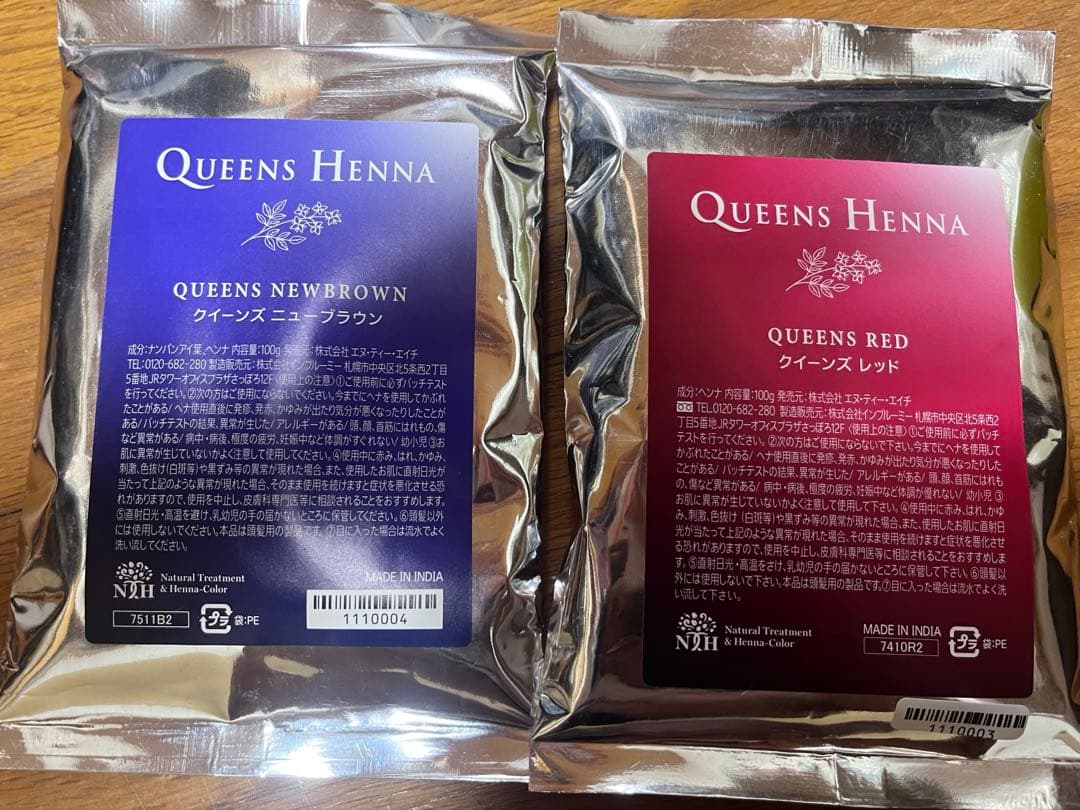 QUEENS HENNA
QUEENS NEWBROWN
クイーンズ ニューブラウン
成分:ナンバンアイ葉、ヘンナ 内容量:100g 発売元:株式会社 エヌ・ティー・エイチ
TEL:0120-682-280 製造販売元:株式会社インプルーミー 札幌市中央区北5条西2丁目
5番地JRタワーオフィスプラザさっぽろ12F 〈使用上の注意〉①ご使用前に必ずパッチテスト
を行ってください。②次の方はご使用にならないでください。今までにヘナを使用してかぶれ
たことがある/ ヘナ使用直後に発疹、発赤、かゆみが出たり気分が悪くなったりしたことが
ある/パッチテストの結果、異常が生じた/ アレルギーがある/ 頭、顔、首筋にはれもの、傷
など異常がある/ 病中・病後、極度の疲労、妊娠中など体調がすぐれない/ 幼小児 ③お
肌に異常が生じていないかよく注意して使用してください。④使用中に赤み、はれ、かゆみ、
刺激、色抜け(白斑等)や黒ずみ等の異常が現れた場合、また、使用したお肌に直射日光が
当たって上記のような異常が現れた場合、そのまま使用を続けますと症状を悪化させる恐
れがありますので、使用を中止し、皮膚科専門医等に相談されることをおすすめします。
⑤直射日光・高温を避け、乳幼児の手の届かないところに保管してください。⑥頭髪以外
には使用しないでください。本品は頭髪用の製品です。⑦目に入った場合は流水でよく
洗い流してください。
NTH
Natural Treatment
& Henna-Color
MADE IN INDIA
7511B2
プラ
袋:PE
1110004
QUEENS HENNA
QUEENS RED
クイーンズ レッド
成分:ヘンナ 内容量:100g 発売元:株式会社 エヌ・ティー・エイチ
TEL.0120-682-280 製造販売元:株式会社インプルーミー 札幌市中央区北5条西2
丁目5番地JRタワーオフィスプラザさっぽろ12F 〈使用上の注意〉①ご使用前に必ずパッチ
テストを行ってください。②次の方はご使用にならないで下さい。今までにヘナを使用して
かぶれたことがある/ ヘナ使用直後に発疹、発赤、かゆみが出たり気分が悪くなったりした
ことがある/ パッチテストの結果、異常が生じた/ アレルギーがある/ 頭、顔、首筋にはれも
の、傷など異常がある/ 病中・病後、極度の疲労、妊娠中など体調が優れない/ 幼小児 ③
お肌に異常が生じていないかよく注意して使用して下さい。④使用中に赤み、はれ、かゆ
み、刺激、色抜け(白斑等)や黒ずみ等の異常が現れた場合、また、使用したお肌に直射日
光が当たって上記のような異常が現れた場合、そのまま使用を続けますと症状を悪化させ
る恐れがありますので、使用を中止し、皮膚科専門医等に相談されることをおすすめしま
す。⑤直射日光・高温をさけ、乳幼児の手の届かないところに保管して下さい。⑥頭髪以
外には使用しないで下さい。本品は頭髪用の製品です。⑦目に入った場合は流水でよく洗
い流して下さい。
NTH
Natural Treatment
& Henna-Color
MADE IN INDIA
7410R2
プラ
袋:PE
1110003